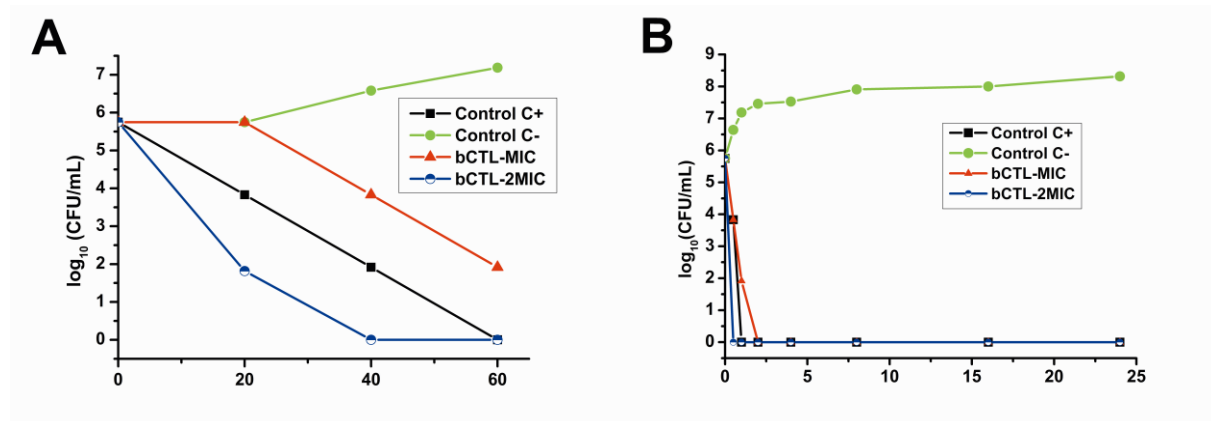 A
log10 (CFU/mL)
7
6
5
4
3
2
1
0
0 20 40 60
Control C+
Control C-
bCTL-MIC
bCTL-2MIC
B
log10(CFU/mL)
9
8
7
6
5
4
3
2
1
0
0 5 10 15 20 25
Control C+
Control C-
bCTL-MIC
bCTL-2MIC